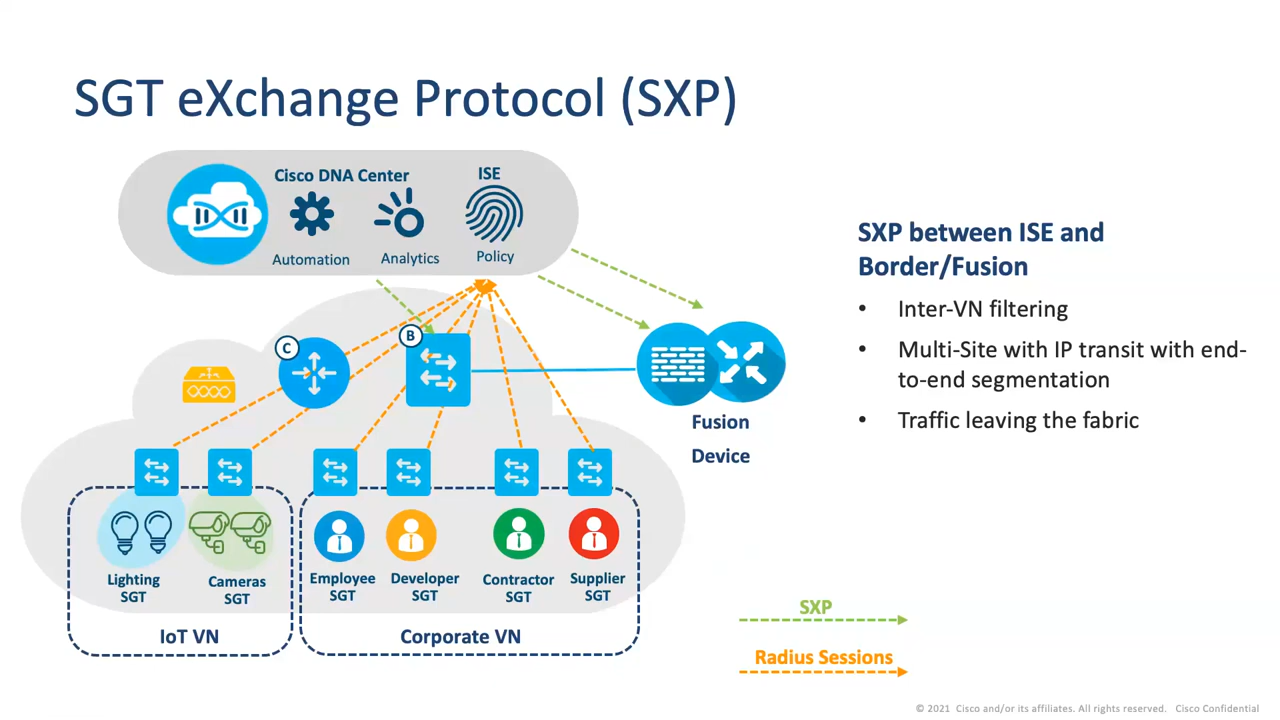 SGT eXchange Protocol (SXP)
Cisco DNA Center
ISE
Automation
Analytics
Policy
C
B
Fusion
Device
Lighting
SGT
Cameras
SGT
Employee
SGT
Developer
SGT
Contractor
SGT
Supplier
SGT
IoT VN
Corporate VN
SXP between ISE and
Border/Fusion
• Inter-VN filtering
• Multi-Site with IP transit with end-
to-end segmentation
• Traffic leaving the fabric
SXP
Radius Sessions
© 2021 Cisco and/or its affiliates. All rights reserved. Cisco Confidential